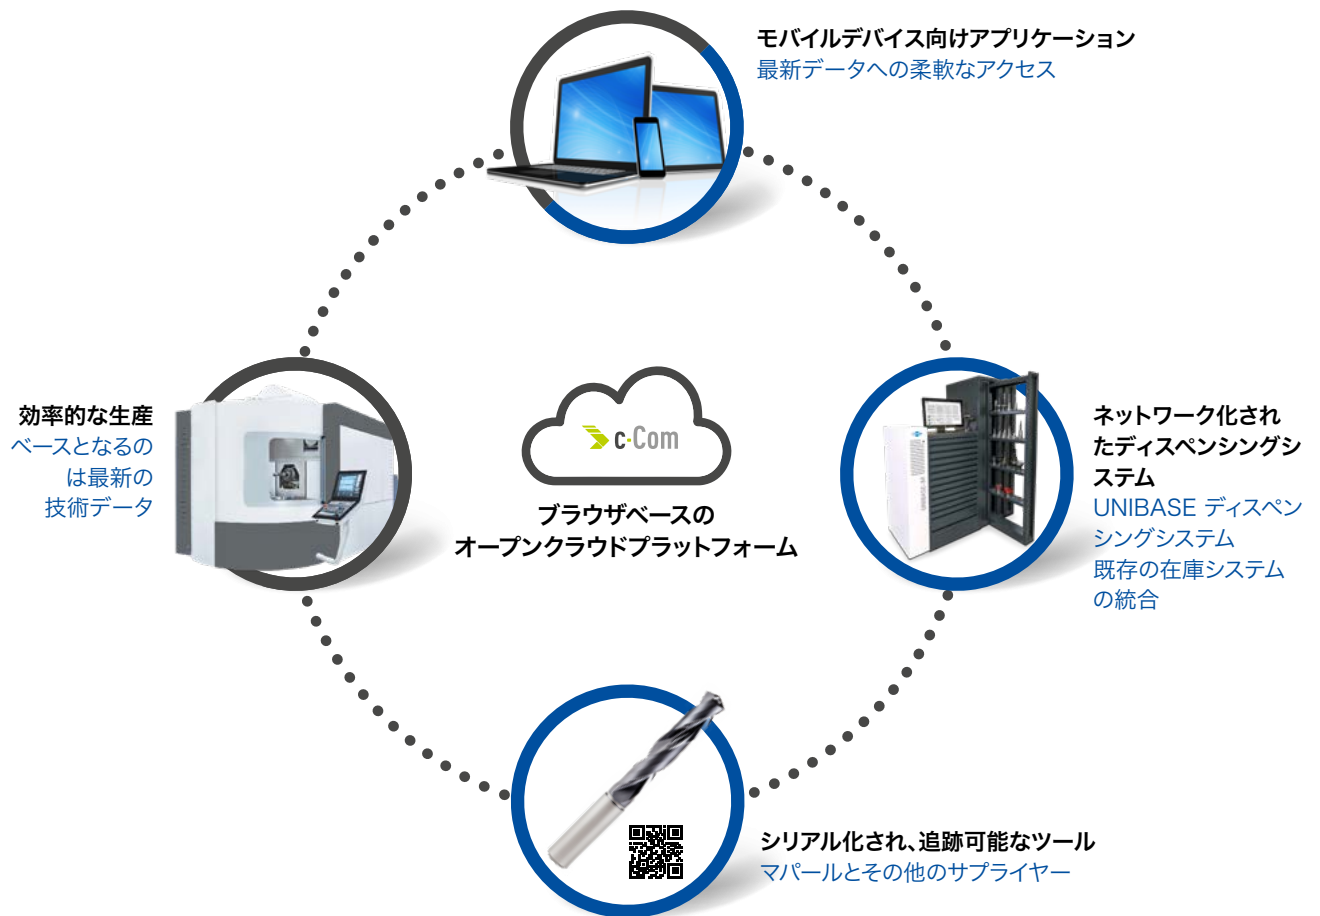 モバイルデバイス向けアプリケーション
最新データへの柔軟なアクセス
効率的な生産
ベースとなるの
は最新の
技術データ
c-Com
ブラウザベースの
オープンクラウドプラットフォーム
ネットワーク化され
たディスペンシングシ
ステム
UNIBASE ディスペン
シングシステム
既存の在庫システム
の統合
シリアル化され、追跡可能なツール
マパールとその他のサプライヤー